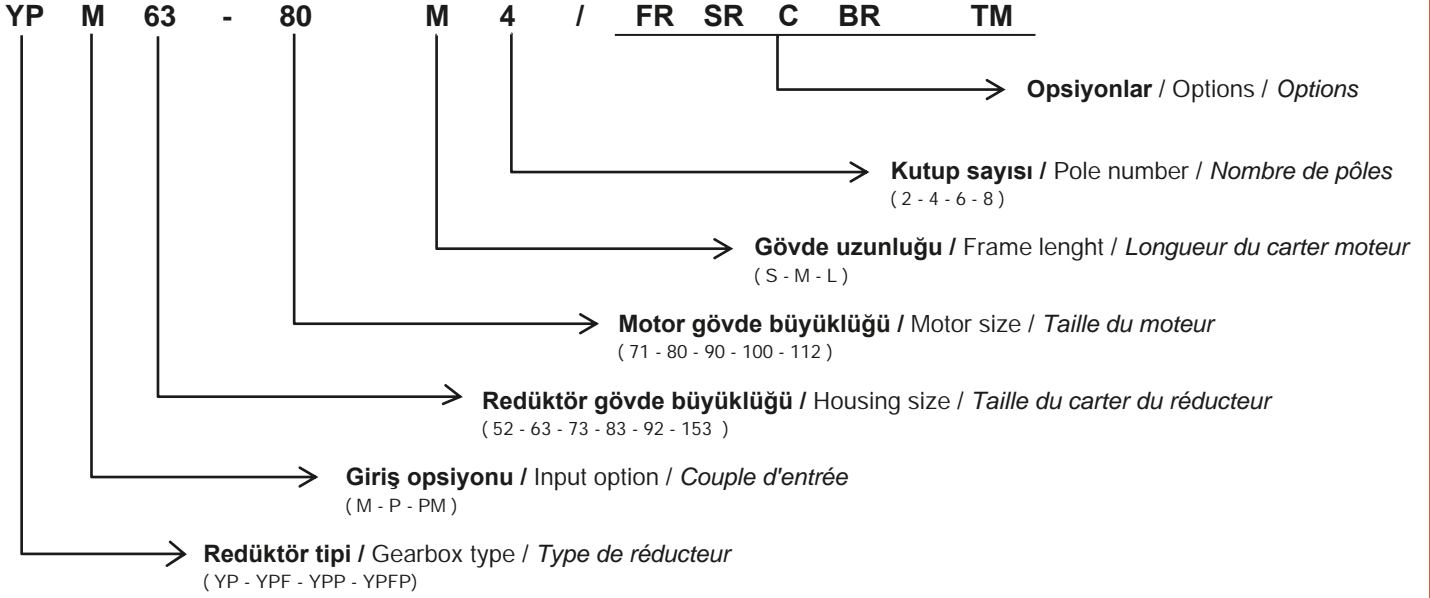 YP M 63 - 80 M 4 / FR SR C BR TM
Opsiyonlar / Options / Options
Kutup sayısı / Pole number / Nombre de pôles
( 2 - 4 - 6 - 8 )
Gövde uzunluğu / Frame lenght / Longueur du carter moteur
( S - M - L )
Motor gövde büyüklüğü / Motor size / Taille du moteur
( 71 - 80 - 90 - 100 - 112 )
Redüktör gövde büyüklüğü / Housing size / Taille du carter du réducteur
( 52 - 63 - 73 - 83 - 92 - 153 )
Giriş opsiyonu / Input option / Couple d'entrée
( M - P - PM )
Redüktör tipi / Gearbox type / Type de réducteur
( YP - YPF - YPP - YPFP)